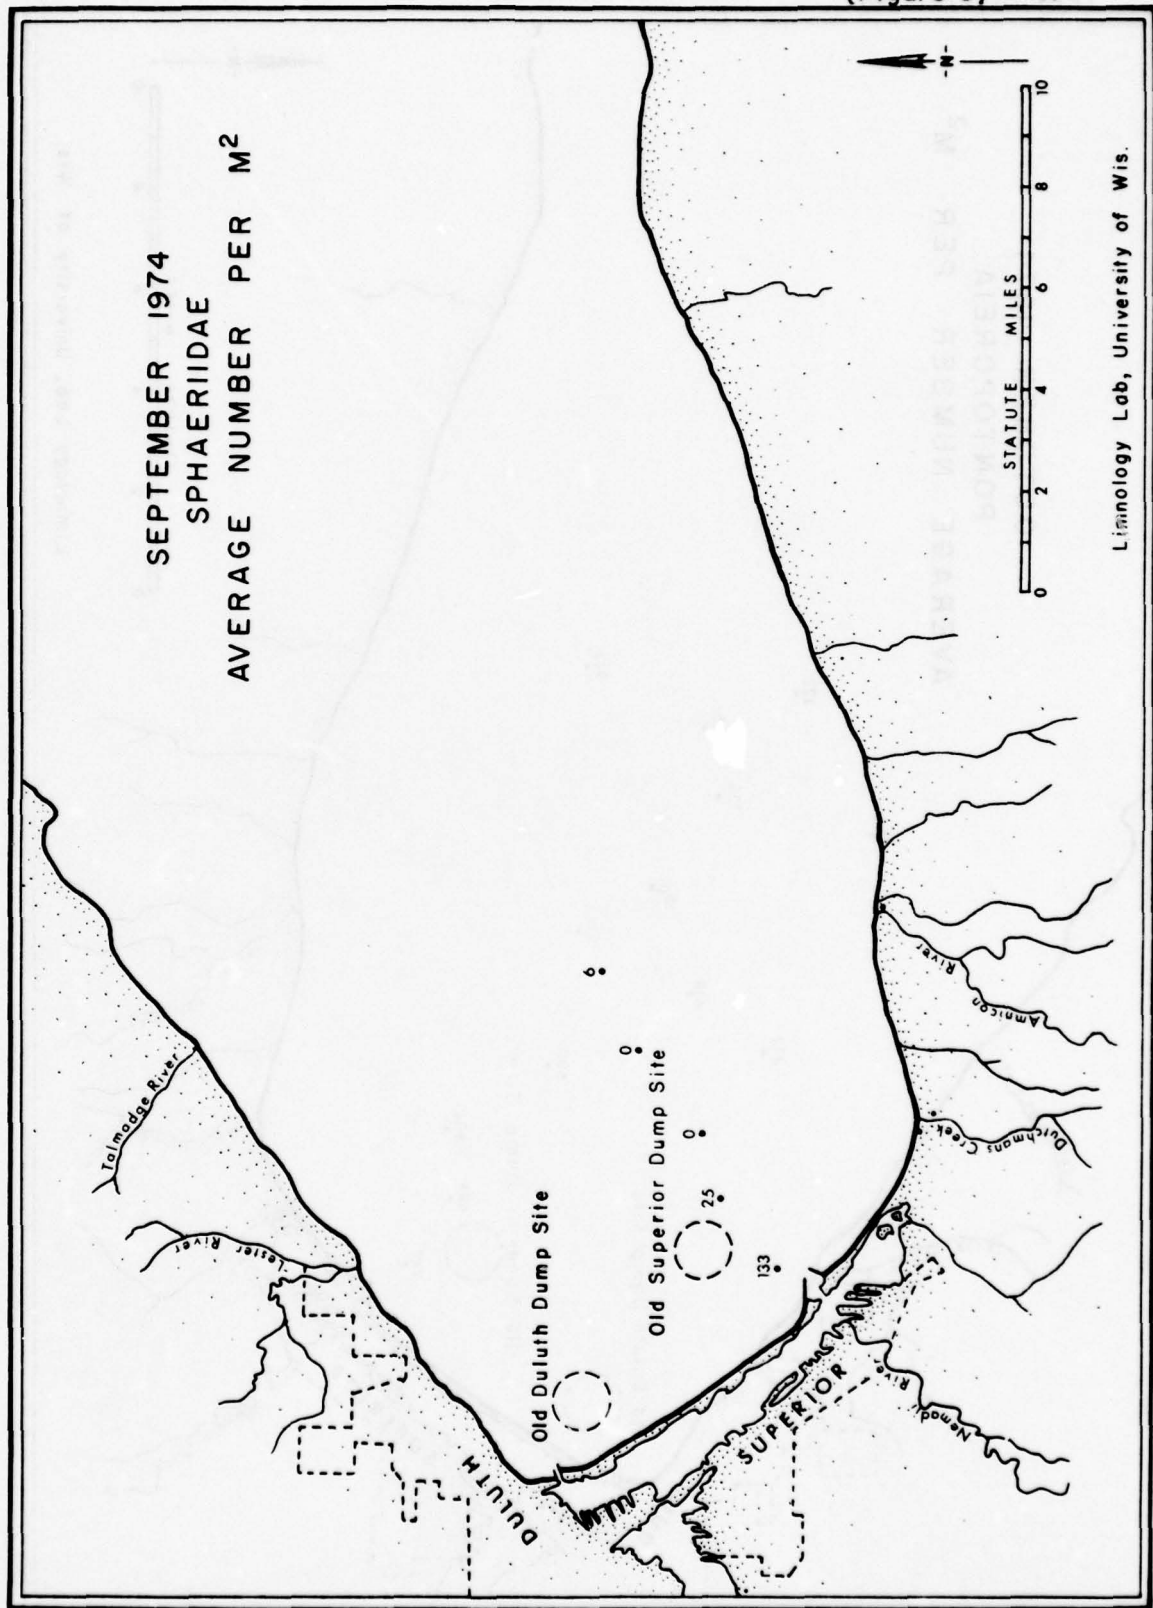 SEPTEMBER 1974
SPHAERIIDAE
AVERAGE NUMBER PER M²
Talmadge River
Lester River
DULUTH
Old Duluth Dump Site
Old Superior Dump Site
6
0
0
25
133
SUPERIOR
Nemadji River
Dutchmans Creek
Amnicon River
-N-
STATUTE MILES
0 2 4 6 8 10
Limnology Lab, University of Wis.